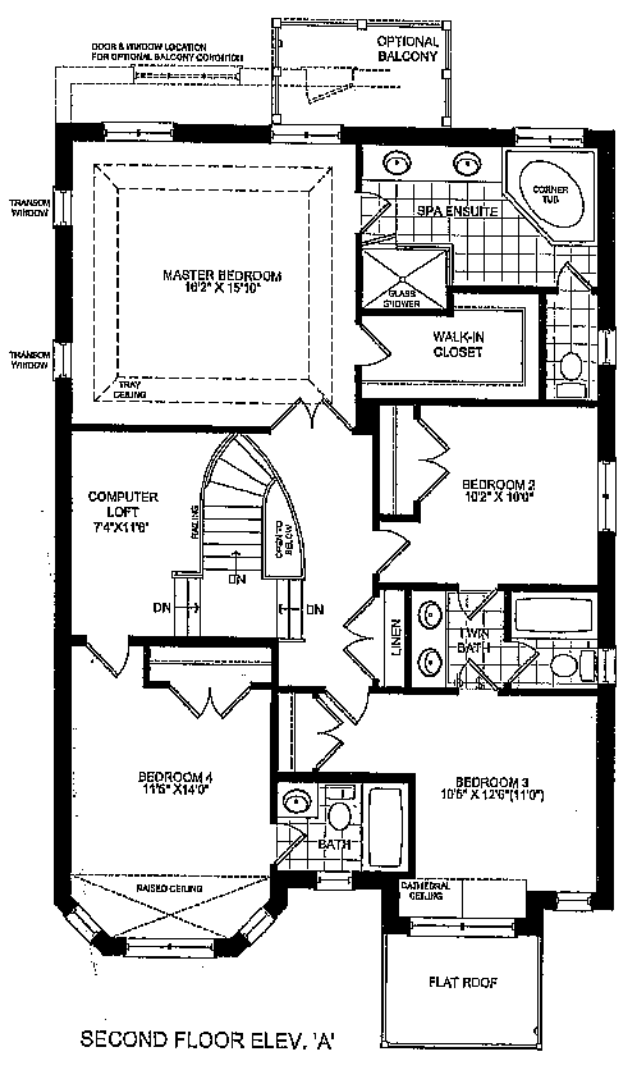 DOOR & WINDOW LOCATION
FOR OPTIONAL BALCONY CONDITION
OPTIONAL
BALCONY
TRANSOM
WINDOW
SPA ENSUITE
CORNER
TUB
MASTER BEDROOM
16'2" X 15'10"
GLASS
SHOWER
TRANSOM
WINDOW
WALK-IN
CLOSET
TRAY
CEILING
COMPUTER
LOFT
7'4"X11'6"
RAILING
OPEN TO
BELOW
BEDROOM 2
10'2" X 10'0"
DN
DN
DN
LINEN
TWIN
BATH
BEDROOM 4
11'5" X14'0"
BEDROOM 3
10'5" X 12'6"(11'0")
BATH
RAISED CEILING
CATHEDRAL
CEILING
FLAT ROOF
SECOND FLOOR ELEV. 'A'